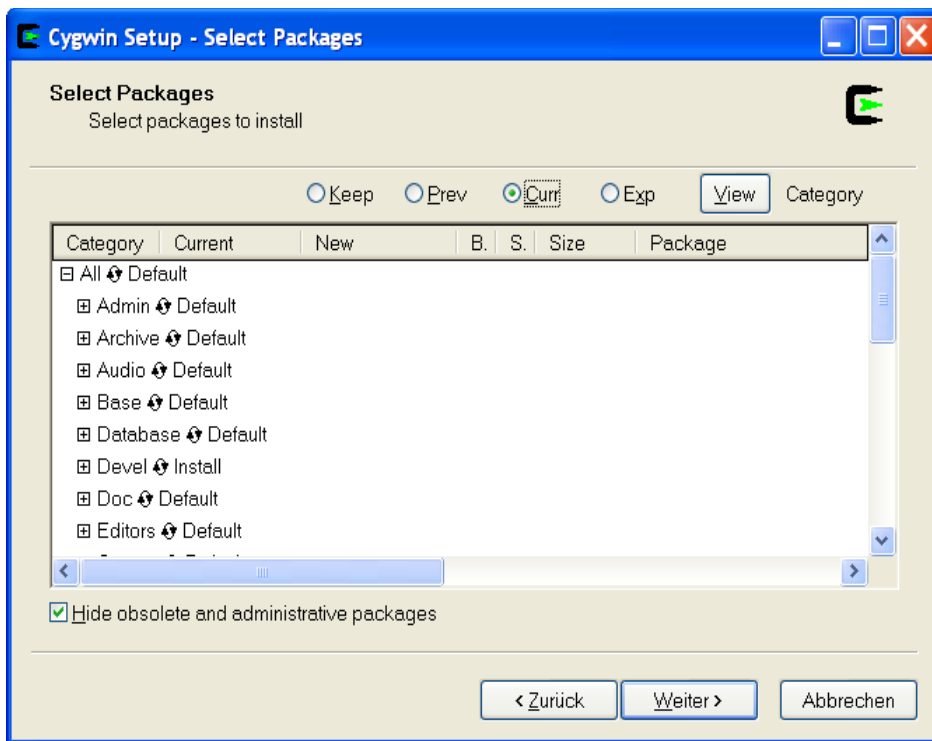 Cygwin Setup - Select Packages
Select Packages
Select packages to install
Keep Prev Curr Exp View Category
Category Current New B. S. Size Package
All Default
Admin Default
Archive Default
Audio Default
Base Default
Database Default
Devel Install
Doc Default
Editors Default
Hide obsolete and administrative packages
< Zurück Weiter > Abbrechen